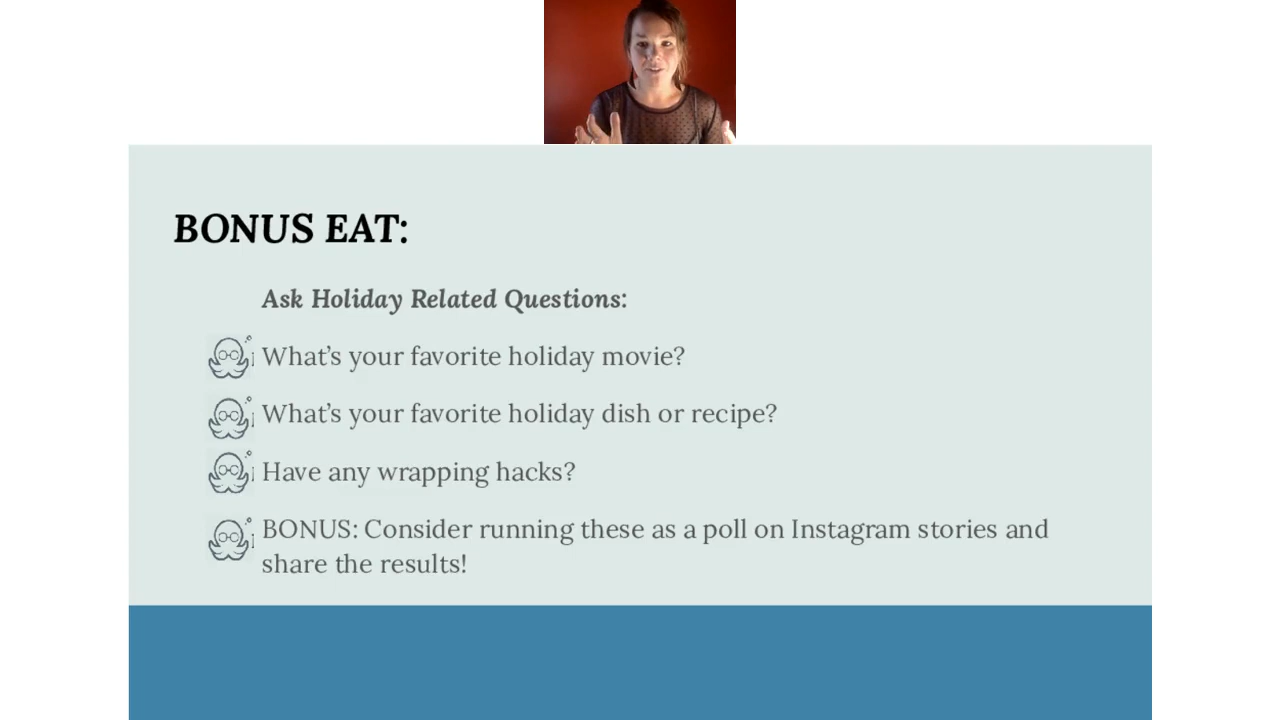 BONUS EAT:
Ask Holiday Related Questions:
What's your favorite holiday movie?
What's your favorite holiday dish or recipe?
Have any wrapping hacks?
BONUS: Consider running these as a poll on Instagram stories and
share the results!